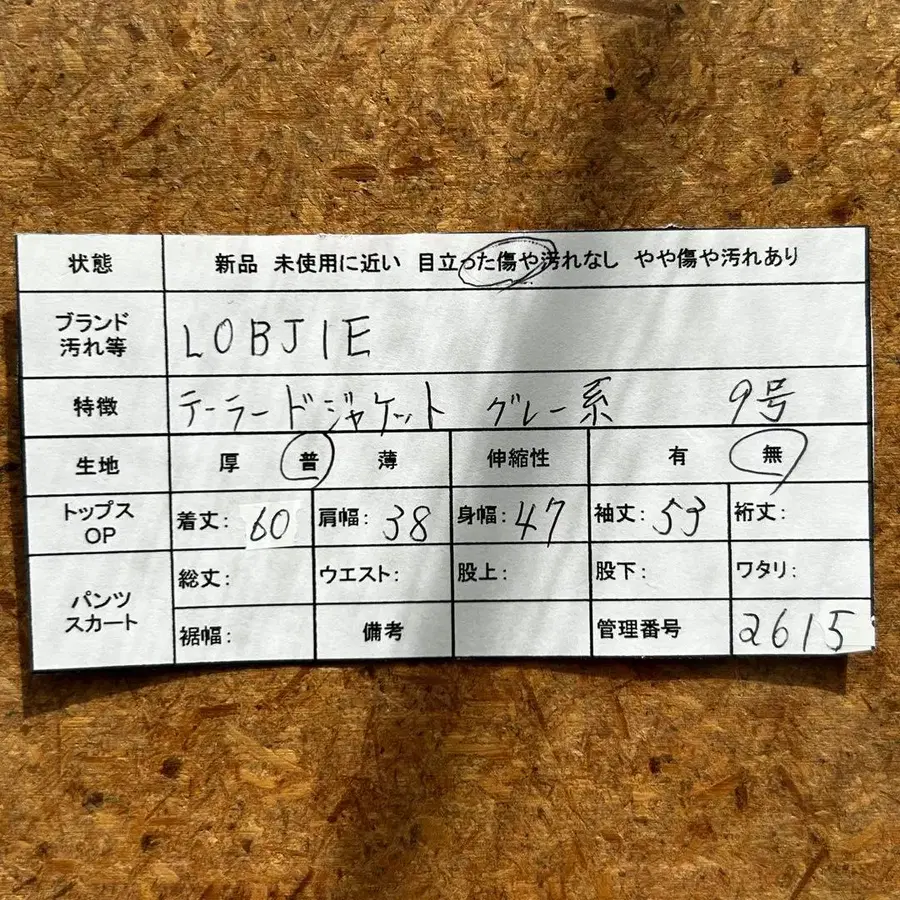 状態 新品 未使用に近い 目立った傷や汚れなし やや傷や汚れあり
ブランド
汚れ等 LOBJIE
特徴 テーラードジャケット グレー系 9号
生地 厚 普 薄 伸縮性 有 無
トップス
OP 着丈: 60 肩幅: 38 身幅: 47 袖丈: 53 裄丈:
パンツ
スカート 総丈: ウエスト: 股上: 股下: ワタリ:
裾幅: 備考 管理番号 2615